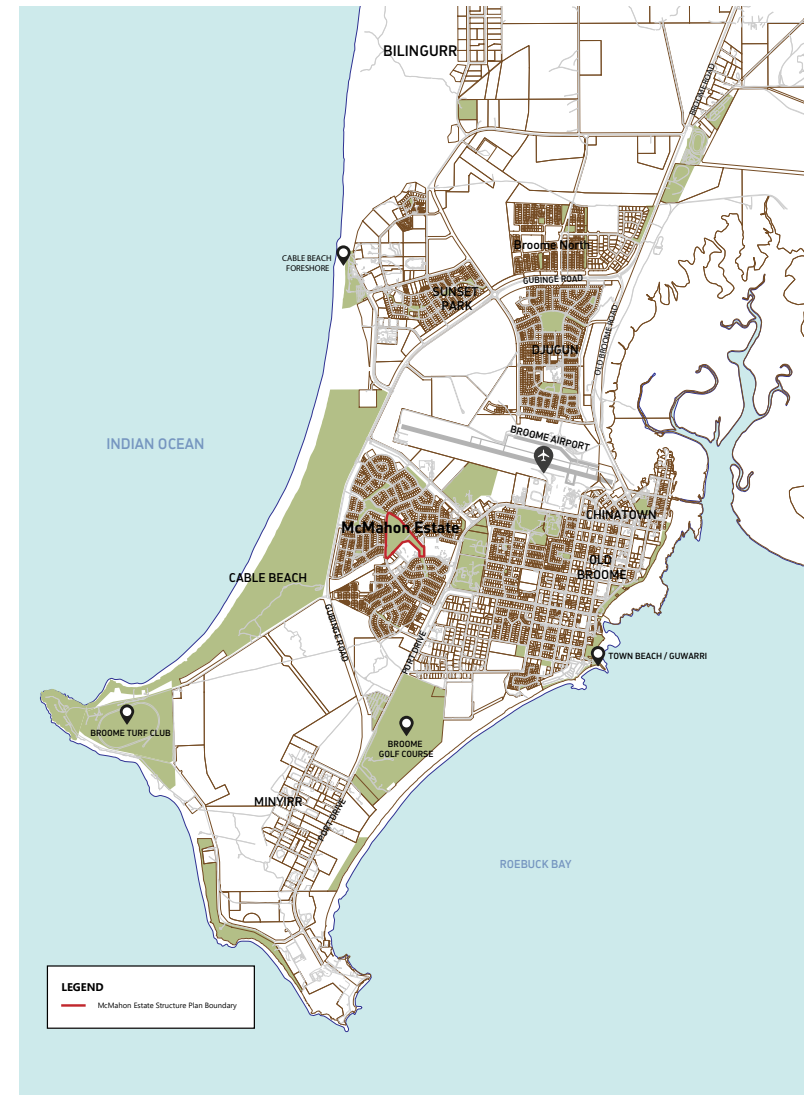 BILINGURR
BROOME ROAD
Broome North
CABLE BEACH
FORESHORE
GUBINGE ROAD
SUNSET
PARK
OLD BROOME ROAD
DJUGUN
INDIAN OCEAN
BROOME AIRPORT
CHINATOWN
McMahon Estate
OLD
BROOME
CABLE BEACH
GUBINGE ROAD
PORT DRIVE
TOWN BEACH / GUWARRI
BROOME TURF CLUB
BROOME
GOLF COURSE
MINYIRR
PORT DRIVE
ROEBUCK BAY
LEGEND
McMahon Estate Structure Plan Boundary